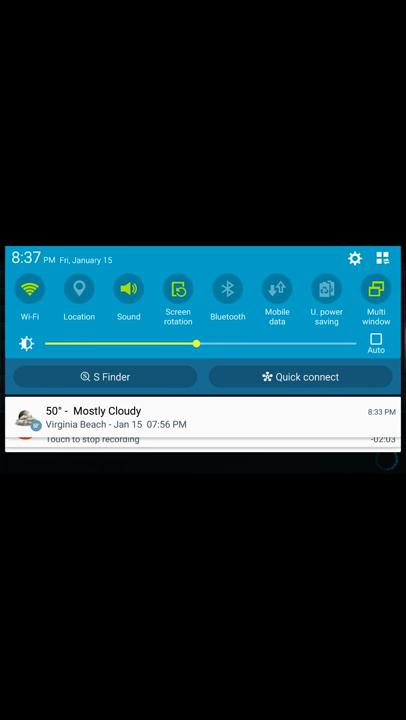 8:37 PM Fri, January 15
Wi-Fi
Location
Sound
Screen
rotation
Bluetooth
Mobile
data
U. power
saving
Multi
window
Auto
S Finder
Quick connect
50° - Mostly Cloudy 8:33 PM
50°
Virginia Beach - Jan 15 07:56 PM
Touch to stop recording -02:03